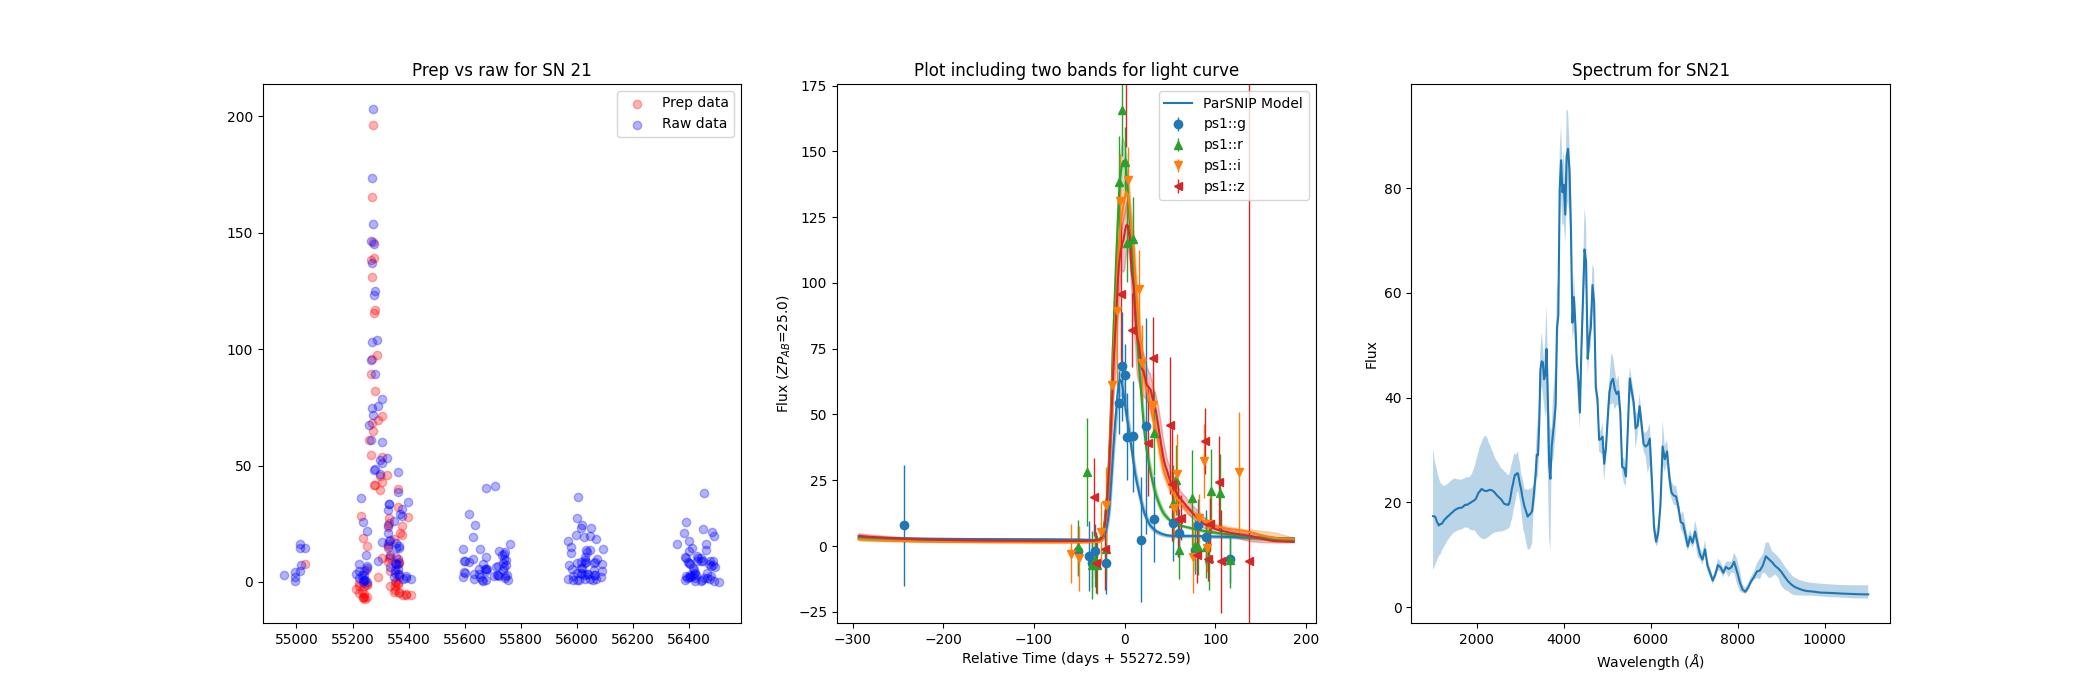 Prep vs raw for SN 21
Prep data
Raw data
200
150
100
50
0
55000 55200 55400 55600 55800 56000 56200 56400
Plot including two bands for light curve
ParSNIP Model
ps1::g
ps1::r
ps1::i
ps1::z
Flux (ZP_AB=25.0)
175
150
125
100
75
50
25
0
−25
−300 −200 −100 0 100 200
Relative Time (days + 55272.59)
Spectrum for SN21
Flux
80
60
40
20
0
2000 4000 6000 8000 10000
Wavelength (Å)